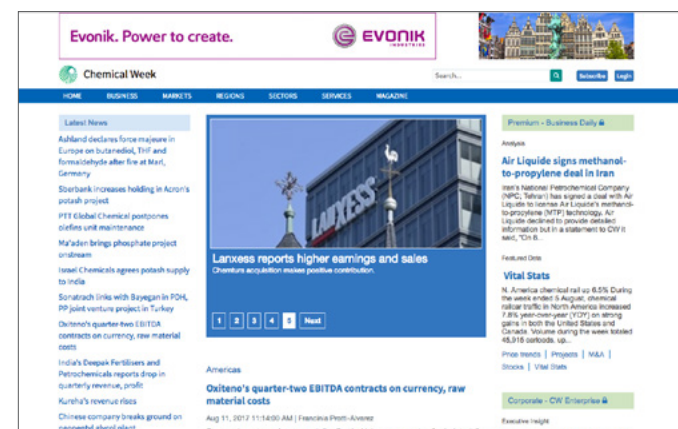 Evonik. Power to create.
EVONIK
INDUSTRIES
Chemical Week
Search...
Subscribe
Login
HOME
BUSINESS
MARKETS
REGIONS
SECTORS
SERVICES
MAGAZINE
Latest News
Ashland declares force majeure in
Europe on butanediol, THF and
formaldehyde after fire at Marl,
Germany
Sberbank increases holding in Acron's
potash project
PTT Global Chemical postpones
olefins unit maintenance
Ma'aden brings phosphate project
onstream
Israel Chemicals agrees potash supply
to India
Sonatrach links with Bayegan in PDH,
PP joint venture project in Turkey
Oxiteno's quarter-two EBITDA
contracts on currency, raw material
costs
India's Deepak Fertilisers and
Petrochemicals reports drop in
quarterly revenue, profit
Kureha's revenue rises
Chinese company breaks ground on
neopentyl glycol plant
LANXESS
Lanxess reports higher earnings and sales
Chemtura acquisition makes positive contribution.
1 2 3 4 5 Next
Americas
Oxiteno's quarter-two EBITDA contracts on currency, raw
material costs
Aug 11, 2017 11:14:00 AM | Francinia Protti-Alvarez
Premium - Business Daily
Analysis
Air Liquide signs methanol-
to-propylene deal in Iran
Iran's National Petrochemical Company
(NPC; Tehran) has signed a deal with Air
Liquide to license Air Liquide's methanol-
to-propylene (MTP) technology. Air
Liquide declined to provide detailed
information but in a statement to CW it
said, "On 8...
Featured Data
Vital Stats
N. America chemical rail up 6.5% During
the week ended 5 August, chemical
railcar traffic in North America increased
7.8% year-over-year (YOY) on strong
gains in both the United States and
Canada. Volume during the week totaled
45,918 carloads, up...
Price trends | Projects | M&A |
Stocks | Vital Stats
Corporate - CW Enterprise
Executive Insight